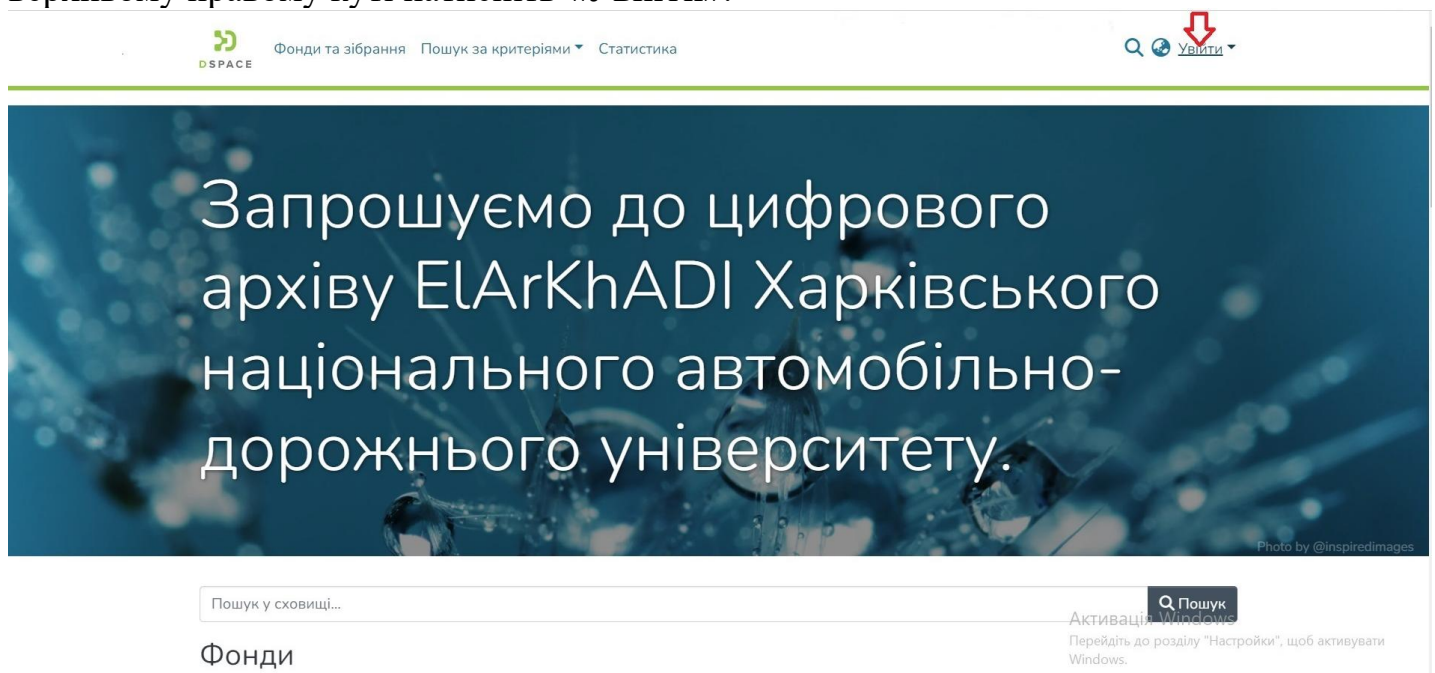 DSPACE
Фонди та зібрання Пошук за критеріями Статистика
Увійти
Запрошуємо до цифрового
архіву ElArKhADI Харківського
національного автомобільно-
дорожнього університету.
Photo by @inspiredimages
Пошук у сховищі...
Пошук
Активація Windows
Перейдіть до розділу "Настройки", щоб активувати
Windows.
Фонди